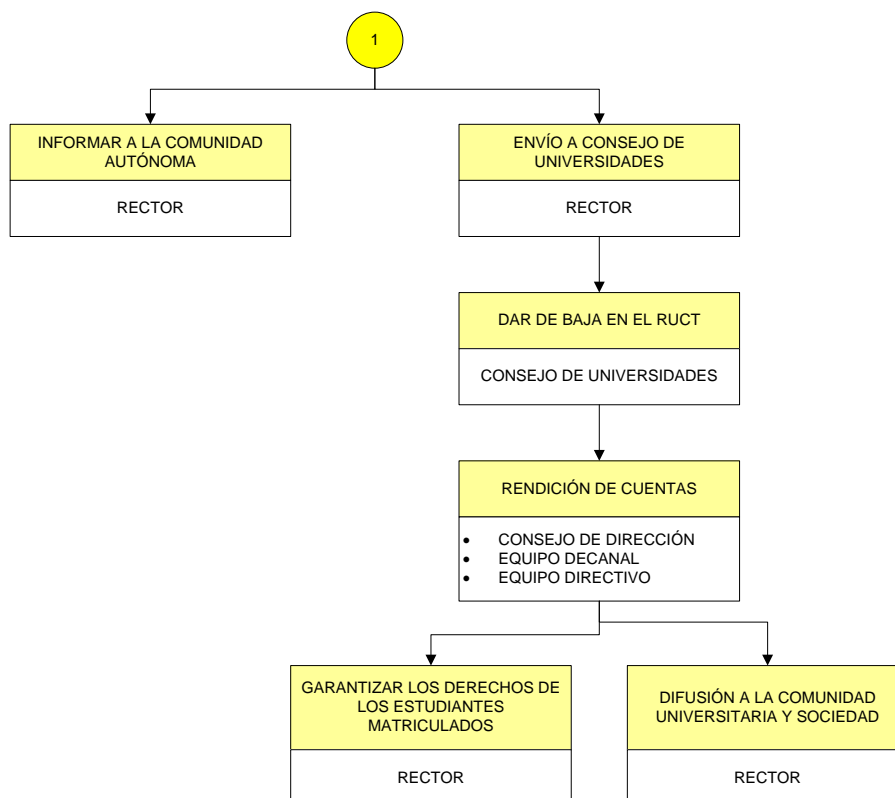 1
INFORMAR A LA COMUNIDAD
AUTÓNOMA
RECTOR
ENVÍO A CONSEJO DE
UNIVERSIDADES
RECTOR
DAR DE BAJA EN EL RUCT
CONSEJO DE UNIVERSIDADES
RENDICIÓN DE CUENTAS
• CONSEJO DE DIRECCIÓN
• EQUIPO DECANAL
• EQUIPO DIRECTIVO
GARANTIZAR LOS DERECHOS DE
LOS ESTUDIANTES
MATRICULADOS
RECTOR
DIFUSIÓN A LA COMUNIDAD
UNIVERSITARIA Y SOCIEDAD
RECTOR